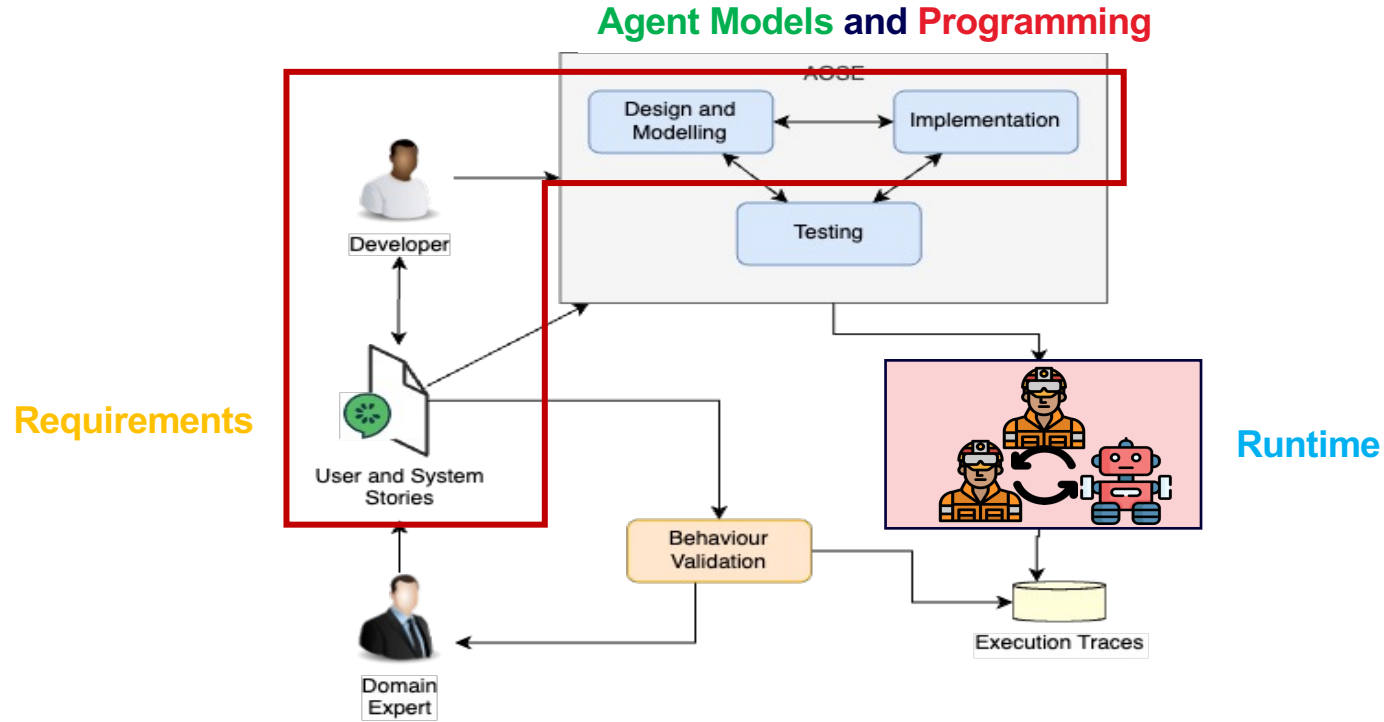 Agent Models and Programming
AOSE
Design and
Modelling
Implementation
Testing
Developer
Requirements
User and System
Stories
Runtime
Behaviour
Validation
Execution Traces
Domain
Expert